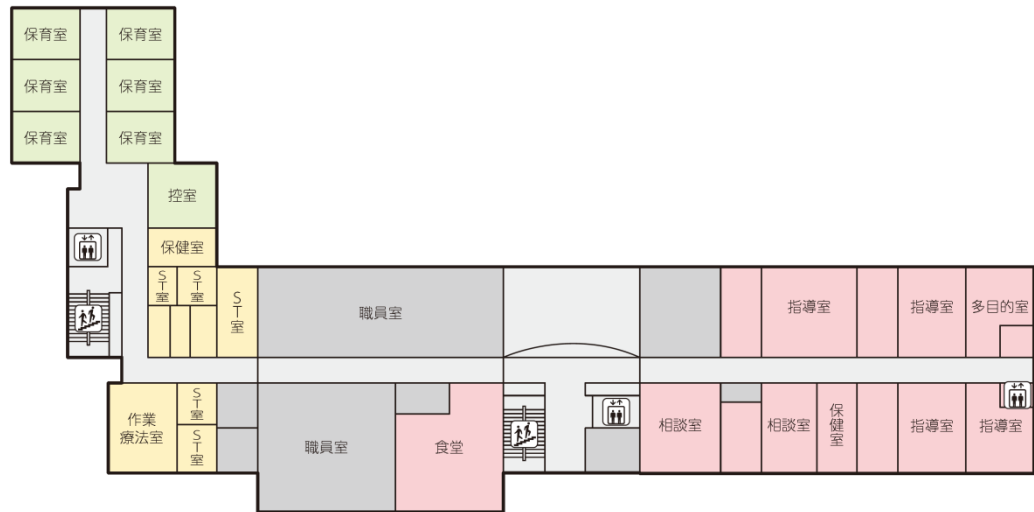 保育室
保育室
保育室
保育室
保育室
保育室
控室
保健室
ST室
ST室
ST室
職員室
指導室
指導室
多目的室
作業
療法室
ST室
ST室
職員室
食堂
相談室
相談室
保健室
指導室
指導室